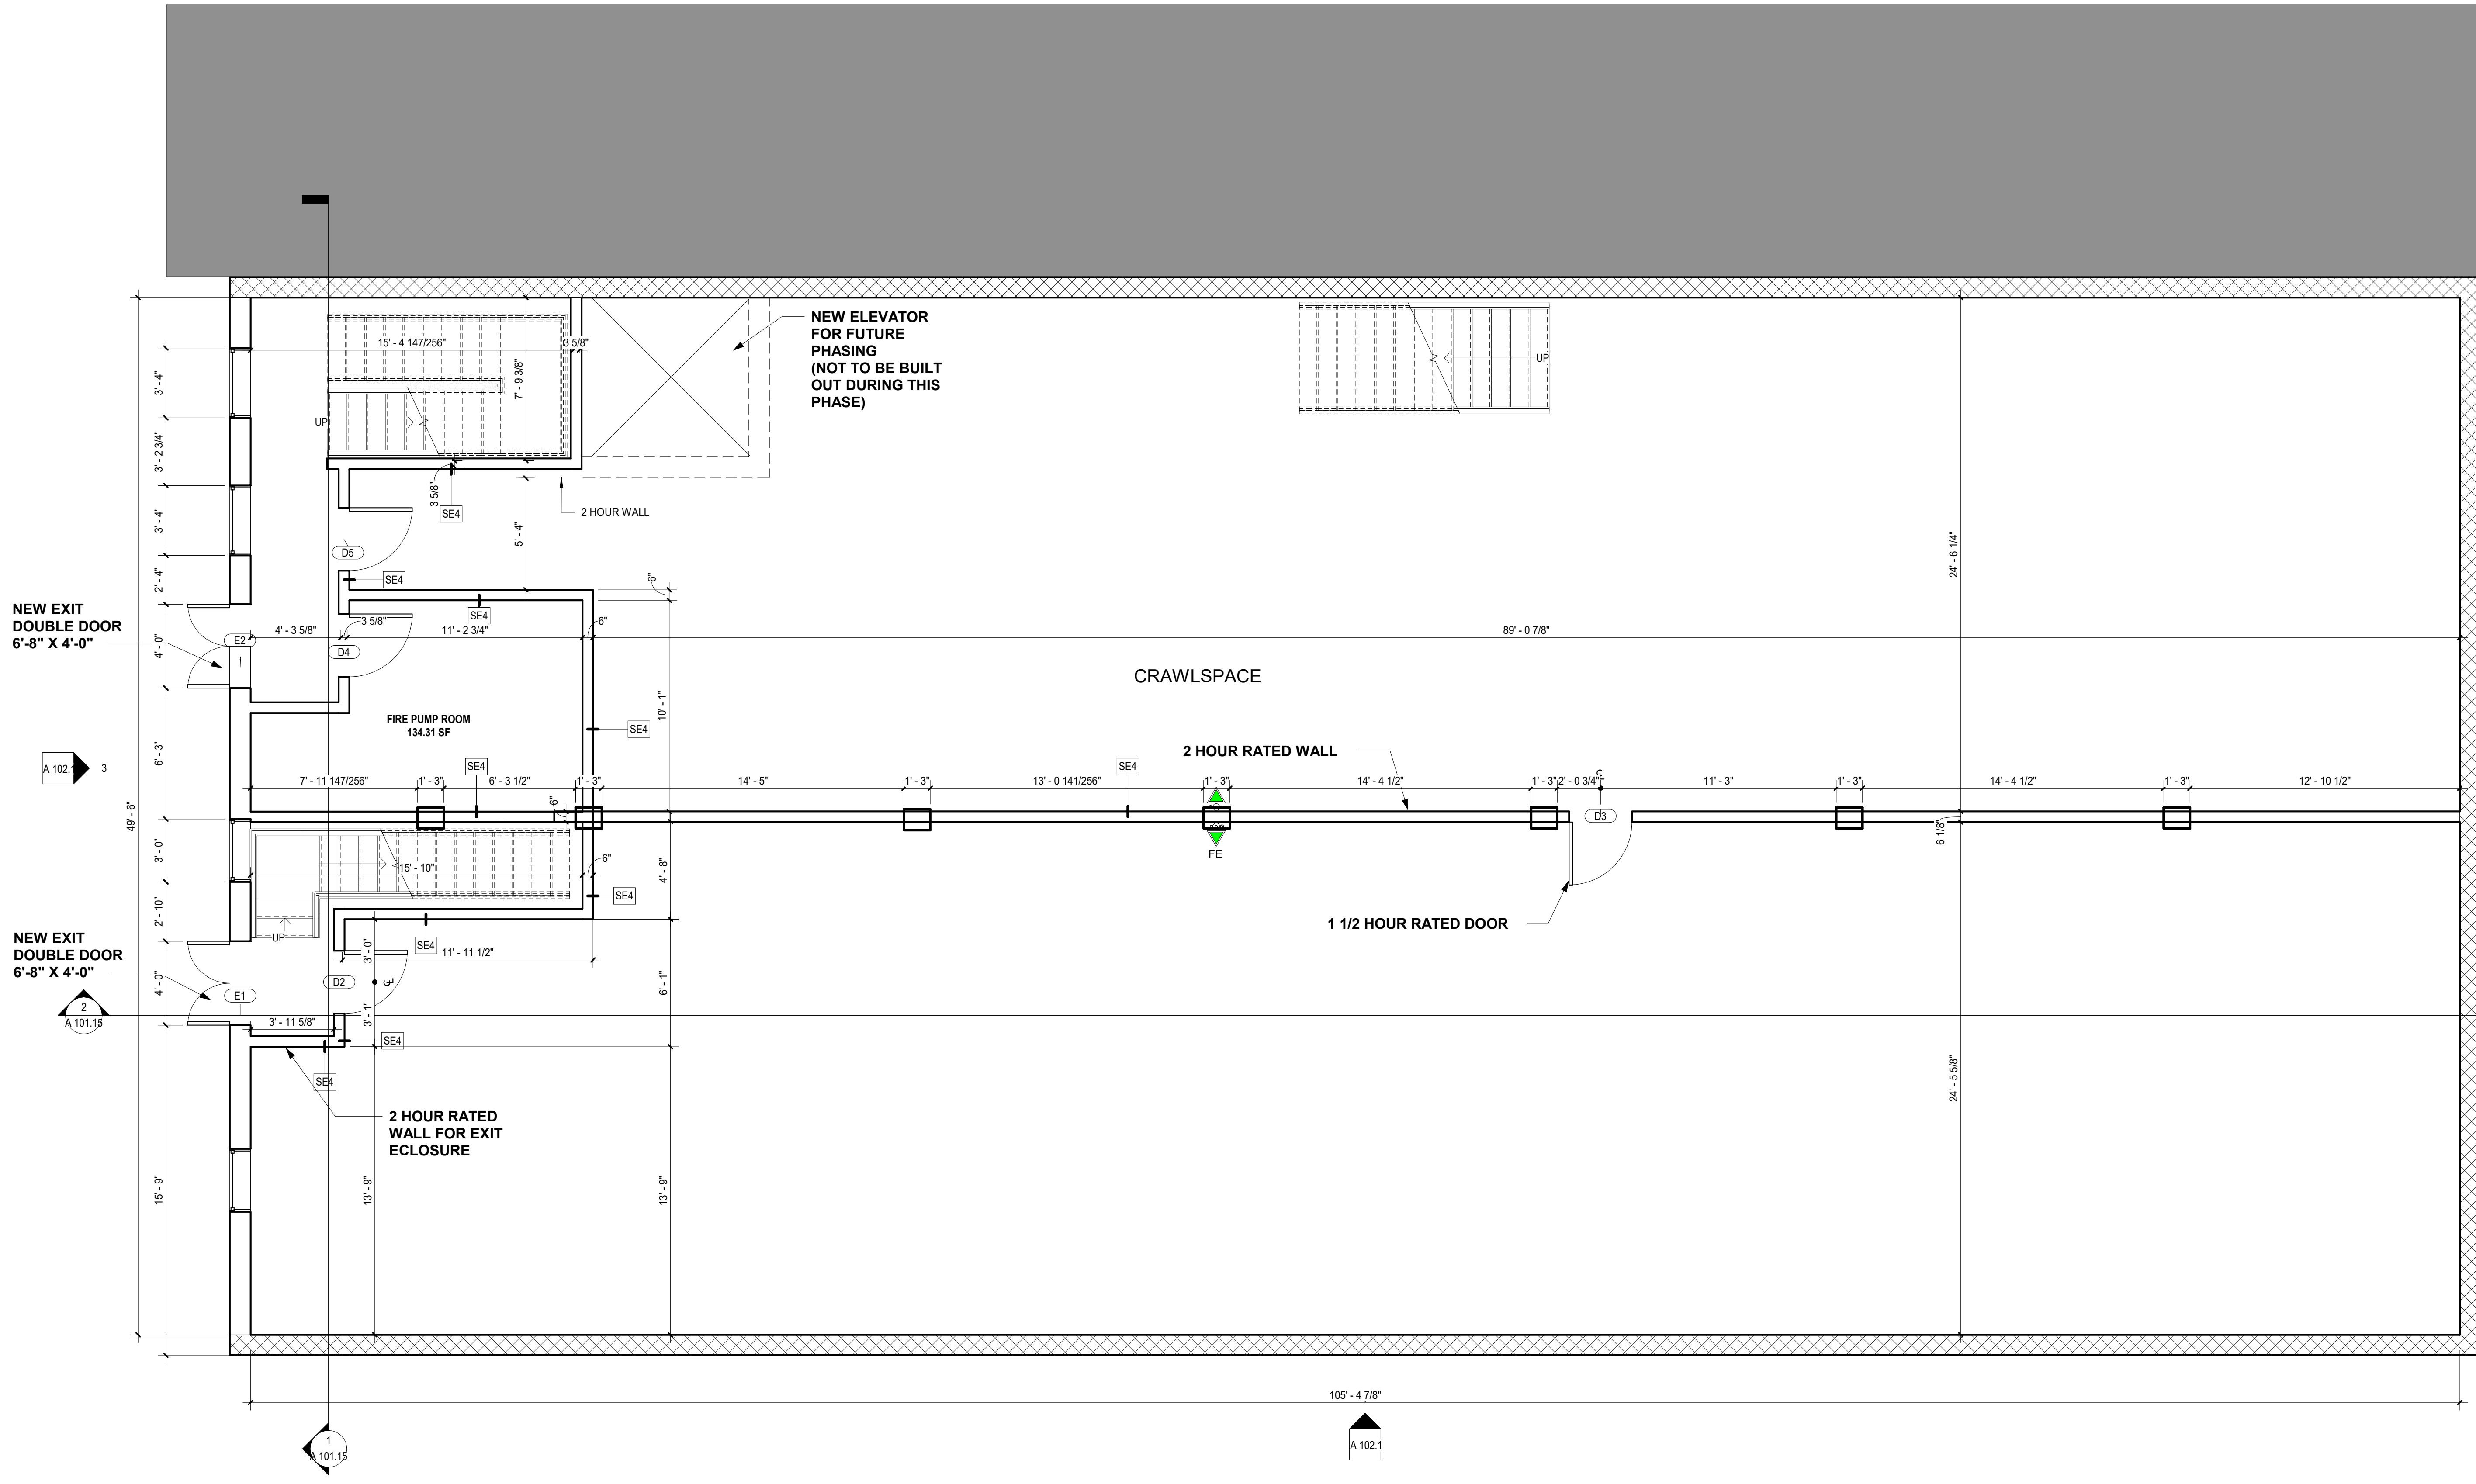 NEW ELEVATOR
FOR FUTURE
PHASING
(NOT TO BE BUILT
OUT DURING THIS
PHASE)
15' - 4 147/256"
3 5/8"
7' - 9 3/8"
UP
UP
3' - 4"
3' - 2 3/4"
3' - 4"
2' - 4"
4' - 0"
6' - 3"
3' - 0"
2' - 10"
4' - 0"
15' - 9"
49' - 6"
3 5/8"
SE4
2 HOUR WALL
5' - 4"
D5
SE4
24' - 6 1/4"
6"
NEW EXIT
DOUBLE DOOR
6'-8" X 4'-0"
SE4
E2
4' - 3 5/8"
3 5/8"
11' - 2 3/4"
6"
89' - 0 7/8"
D4
CRAWLSPACE
10' - 1"
FIRE PUMP ROOM
134.31 SF
SE4
2 HOUR RATED WALL
A 102.1
3
SE4
SE4
7' - 11 147/256"
1' - 3"
6' - 3 1/2"
1' - 3"
14' - 5"
1' - 3"
13' - 0 141/256"
1' - 3"
14' - 4 1/2"
1' - 3"
2' - 0 3/4"
11' - 3"
1' - 3"
14' - 4 1/2"
1' - 3"
12' - 10 1/2"
6"
D3
6 1/8"
FE
15' - 10"
6"
4' - 8"
SE4
1 1/2 HOUR RATED DOOR
UP
SE4
NEW EXIT
DOUBLE DOOR
6'-8" X 4'-0"
3' - 0"
11' - 11 1/2"
D2
6' - 1"
E1
2
A 101.15
3' - 11 5/8"
3' - 1"
SE4
SE4
24' - 5 5/8"
2 HOUR RATED
WALL FOR EXIT
ECLOSURE
13' - 9"
13' - 9"
105' - 4 7/8"
1
A 101.15
A 102.1